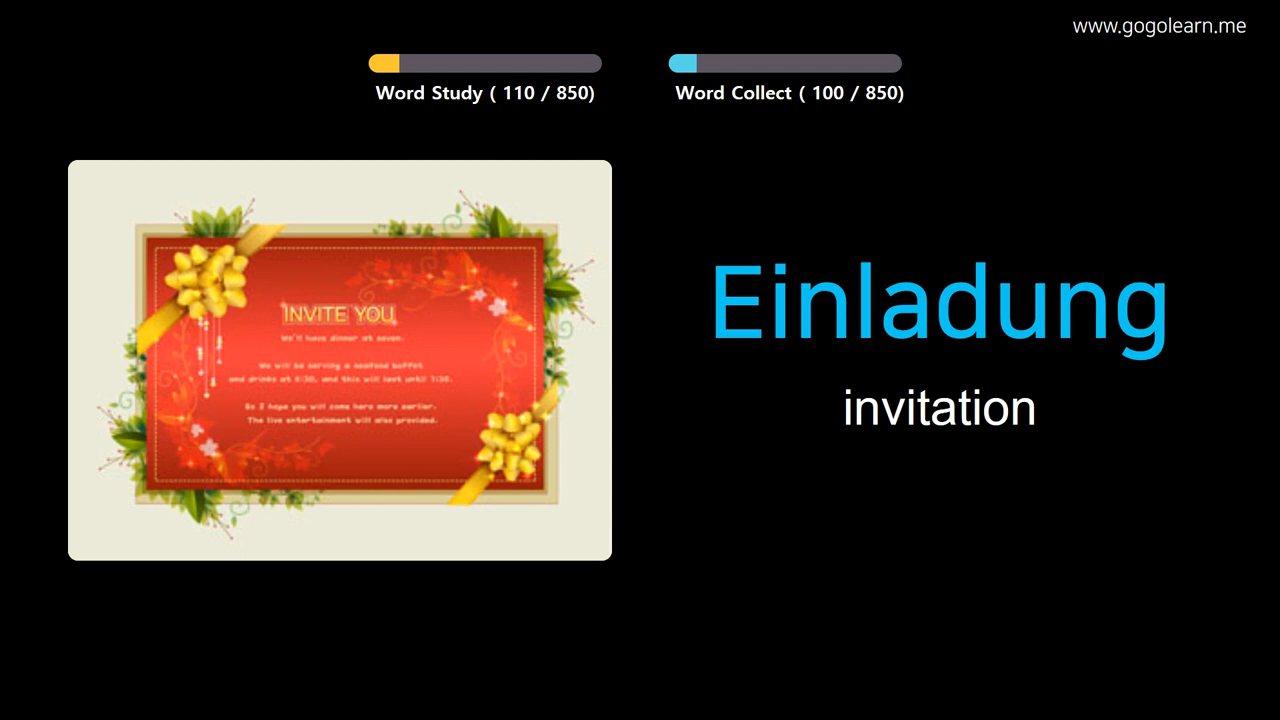 www.gogolearn.me
Word Study ( 110 / 850)
Word Collect ( 100 / 850)
INVITE YOU
We'll have dinner at seven.
We will be serving a seafood buffet
and drinks at 6:30, and this will last until 7:30.
So I hope you will come here more earlier.
The live entertainment will also provided.
Einladung
invitation